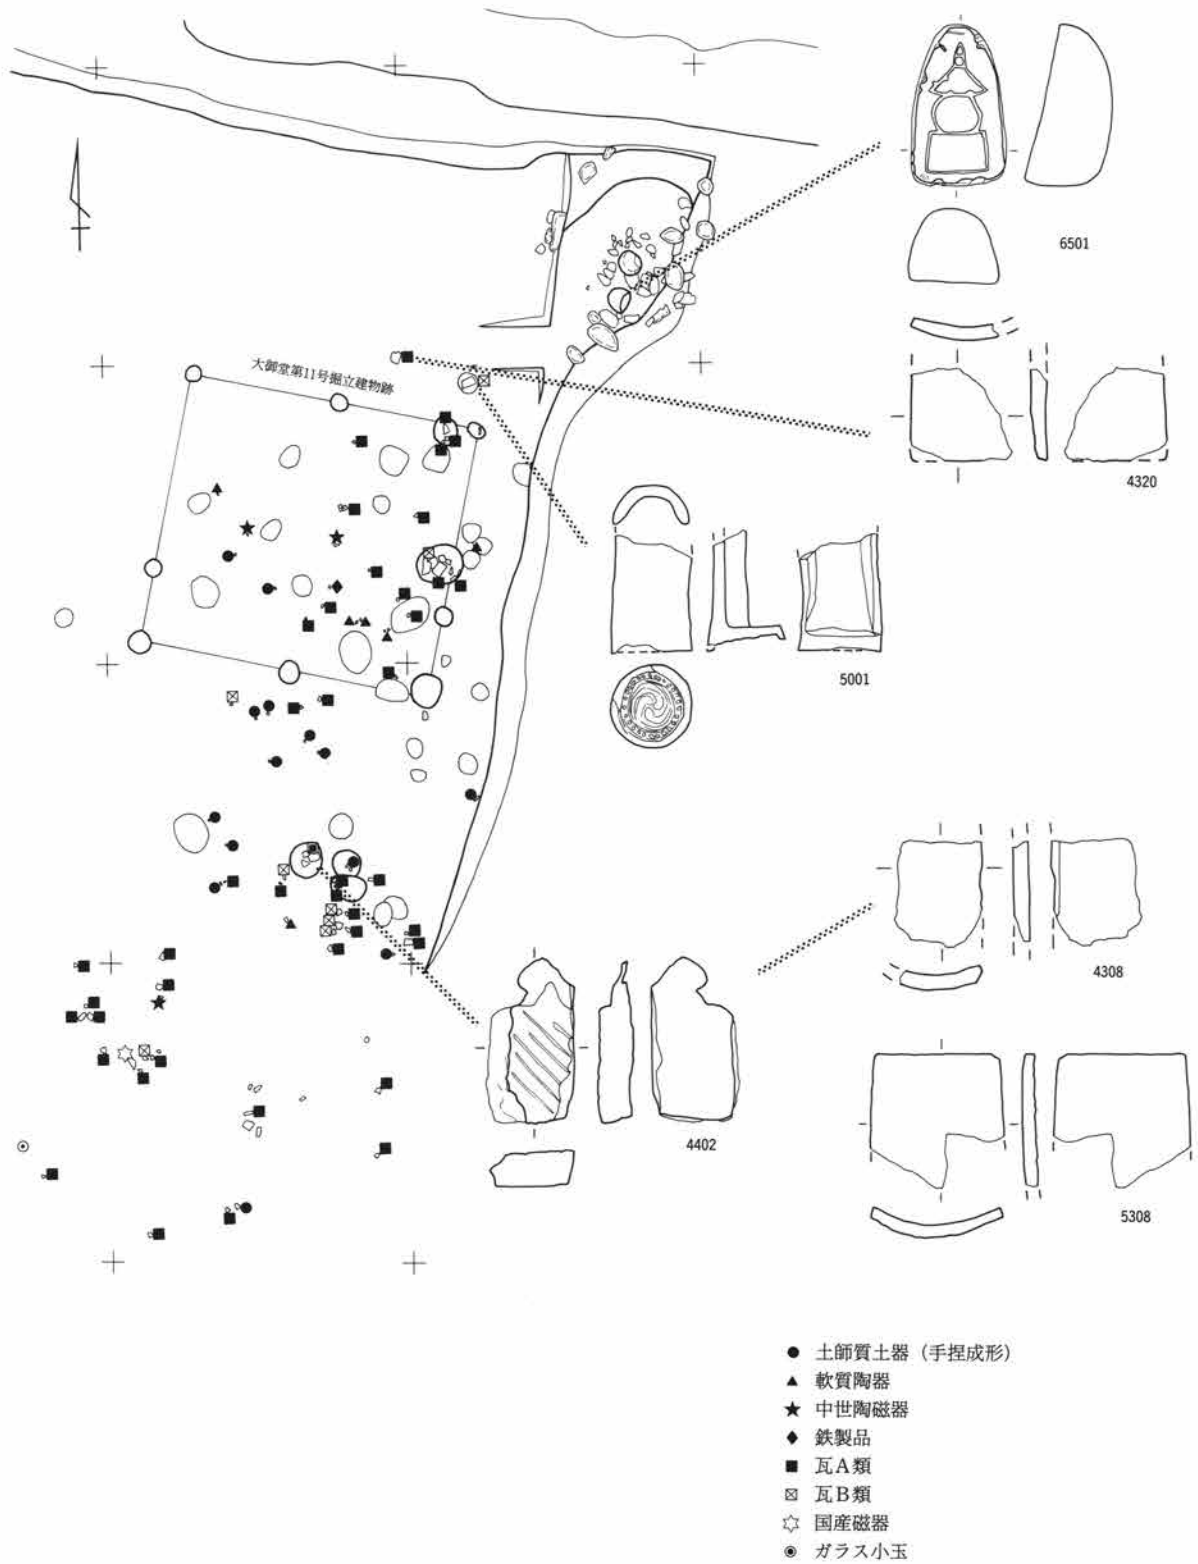 6501
大御堂第11号掘立建物跡
4320
5001
4308
4402
5308
土師質土器（手捏成形）
軟質陶器
中世陶磁器
鉄製品
瓦A類
瓦B類
国産磁器
ガラス小玉